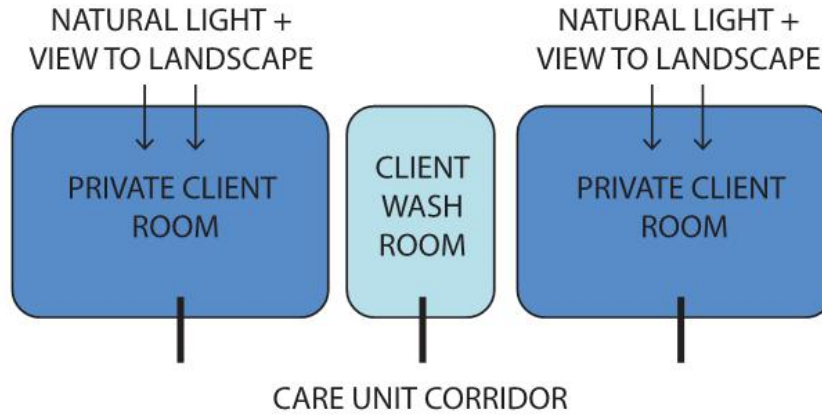 NATURAL LIGHT +
VIEW TO LANDSCAPE
NATURAL LIGHT +
VIEW TO LANDSCAPE
PRIVATE CLIENT
ROOM
CLIENT
WASH
ROOM
PRIVATE CLIENT
ROOM
CARE UNIT CORRIDOR